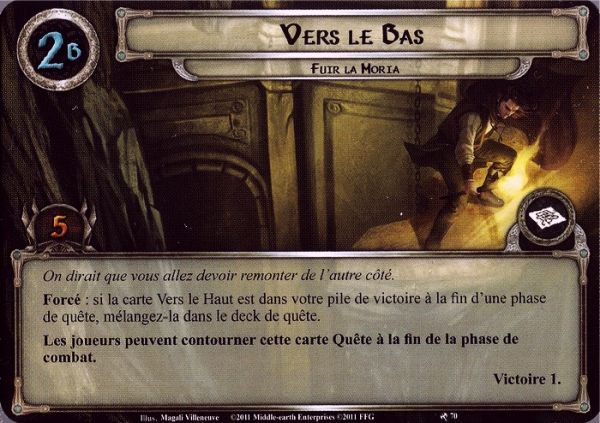 2B
Vers le Bas
Fuir la Moria
5
On dirait que vous allez devoir remonter de l'autre côté.
Forcé : si la carte Vers le Haut est dans votre pile de victoire à la fin d'une phase
de quête, mélangez-la dans le deck de quête.
Les joueurs peuvent contourner cette carte Quête à la fin de la phase de
combat.
Victoire 1.
Illus. Magali Villeneuve ©2011 Middle-earth Enterprises ©2011 FFG 70